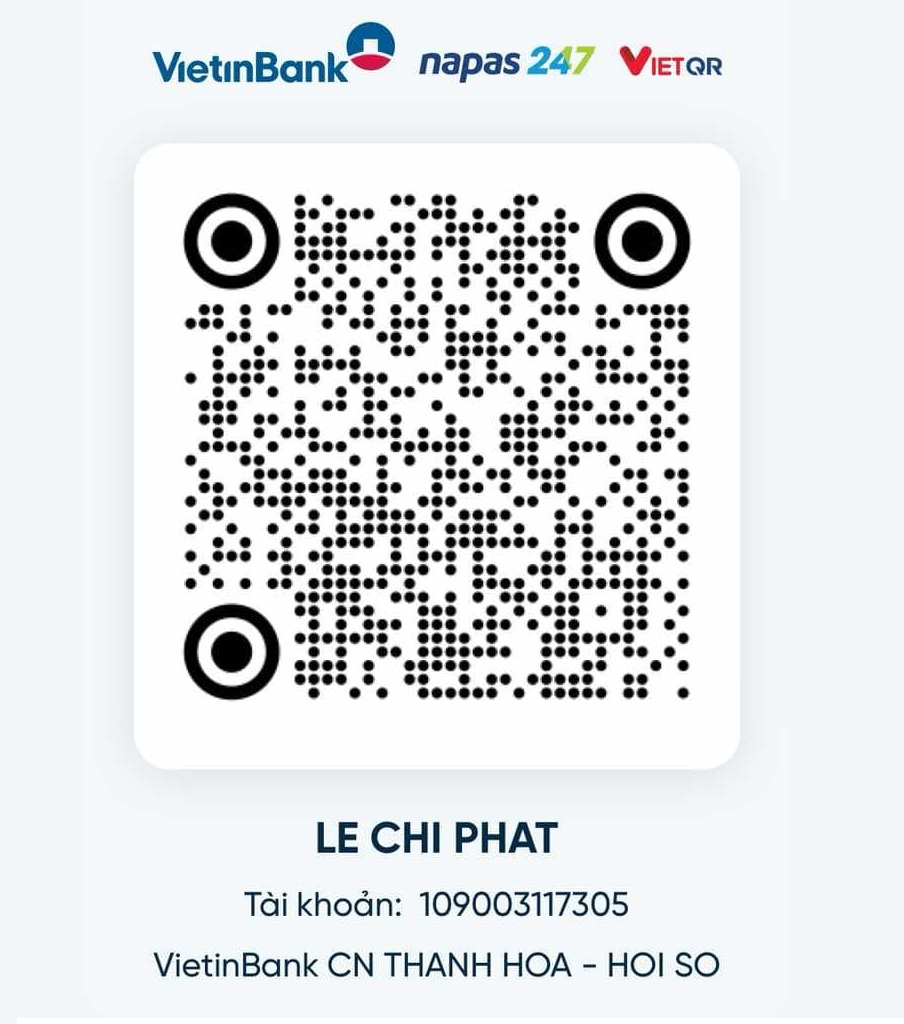 VietinBank napas 247 VIETQR
LE CHI PHAT
Tài khoản: 109003117305
VietinBank CN THANH HOA - HOI SO